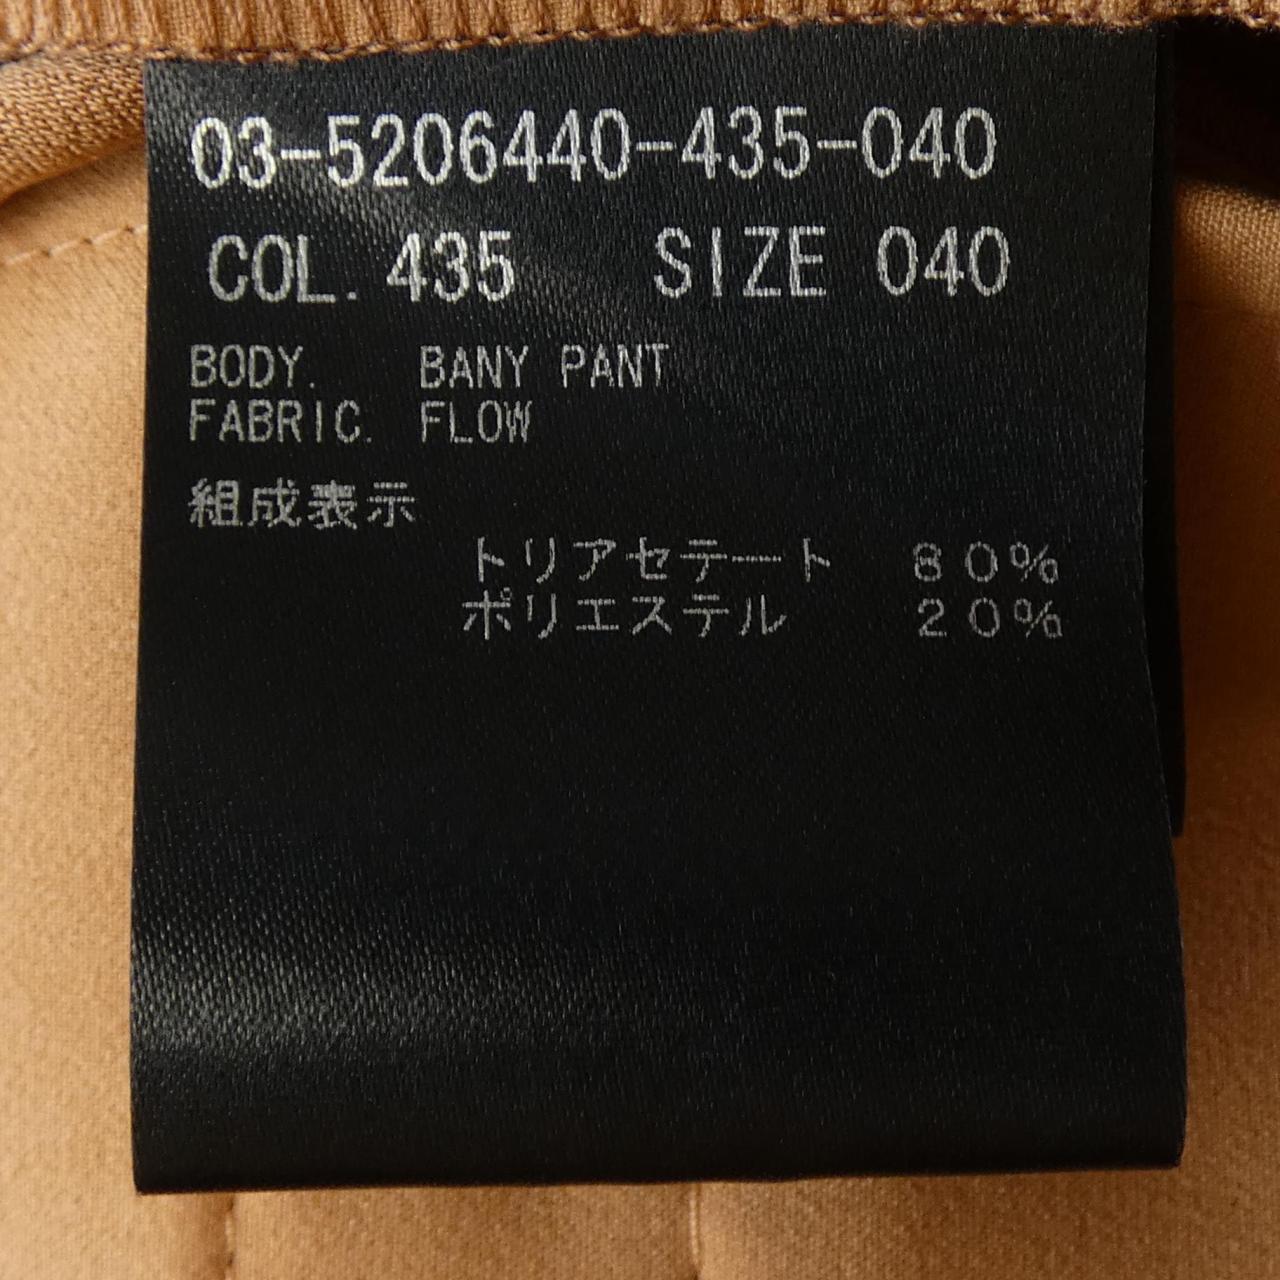 03-5206440-435-040
COL. 435 SIZE 040
BODY. BANY PANT
FABRIC. FLOW
組成表示
トリアセテート ８０％
ポリエステル ２０％